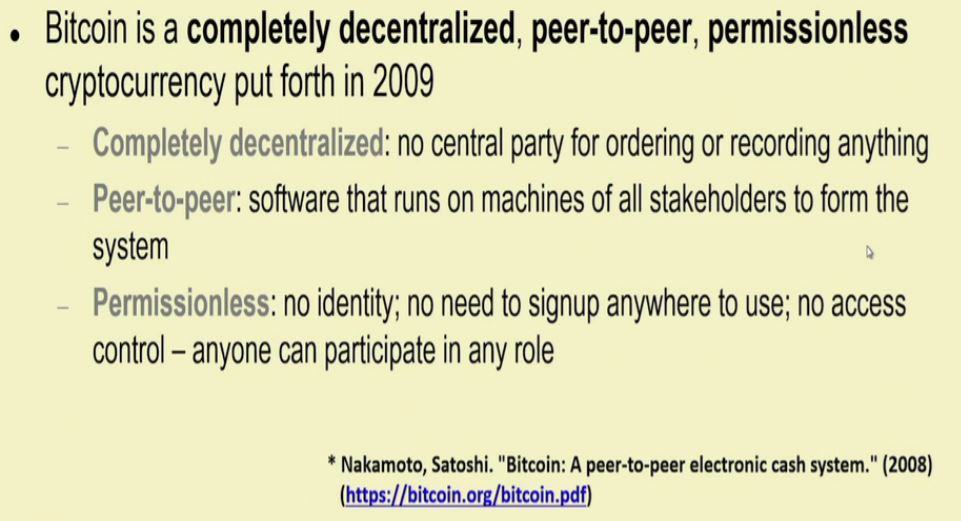 • Bitcoin is a completely decentralized, peer-to-peer, permissionless
cryptocurrency put forth in 2009
– Completely decentralized: no central party for ordering or recording anything
– Peer-to-peer: software that runs on machines of all stakeholders to form the
system
– Permissionless: no identity; no need to signup anywhere to use; no access
control – anyone can participate in any role
* Nakamoto, Satoshi. "Bitcoin: A peer-to-peer electronic cash system." (2008)
(https://bitcoin.org/bitcoin.pdf)